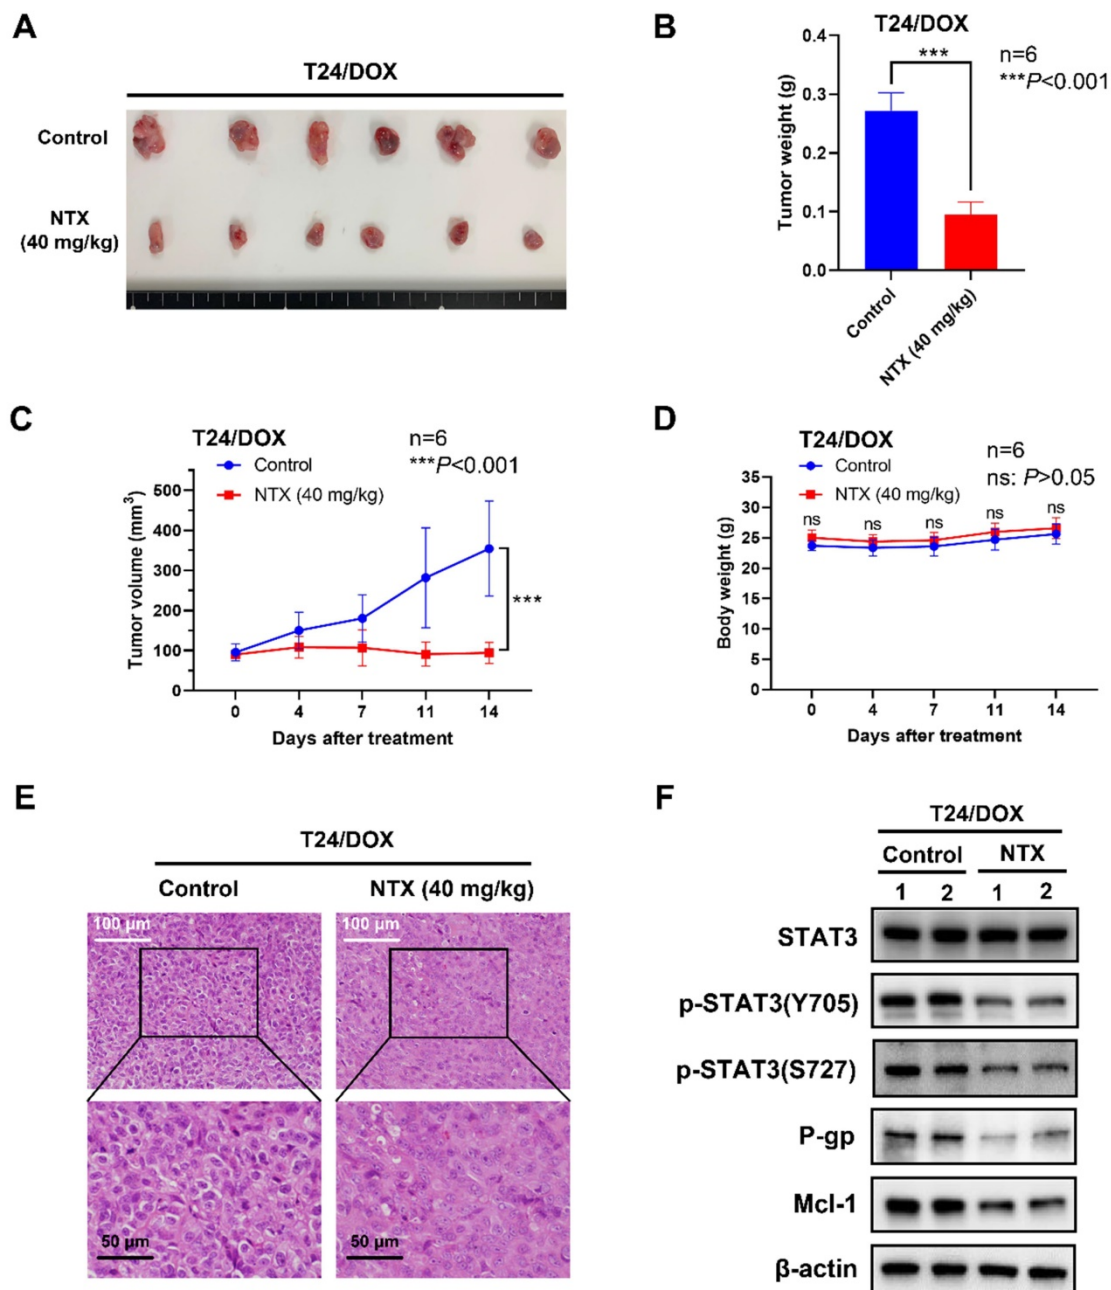 A
T24/DOX
Control
NTX
(40 mg/kg)
B
T24/DOX
***
n=6
***P<0.001
Tumor weight (g)
0.4
0.3
0.2
0.1
0.0
Control
NTX (40 mg/kg)
C
T24/DOX
Control
NTX (40 mg/kg)
n=6
***P<0.001
Tumor volume (mm³)
500
400
300
200
100
0
***
0 4 7 11 14
Days after treatment
D
T24/DOX
Control
NTX (40 mg/kg)
n=6
ns: P>0.05
Body weight (g)
35
30
25
20
15
10
5
0
ns ns ns ns ns
0 4 7 11 14
Days after treatment
E
T24/DOX
Control NTX (40 mg/kg)
100 µm 100 µm
50 µm 50 µm
F
T24/DOX
Control NTX
1 2 1 2
STAT3
p-STAT3(Y705)
p-STAT3(S727)
P-gp
Mcl-1
β-actin